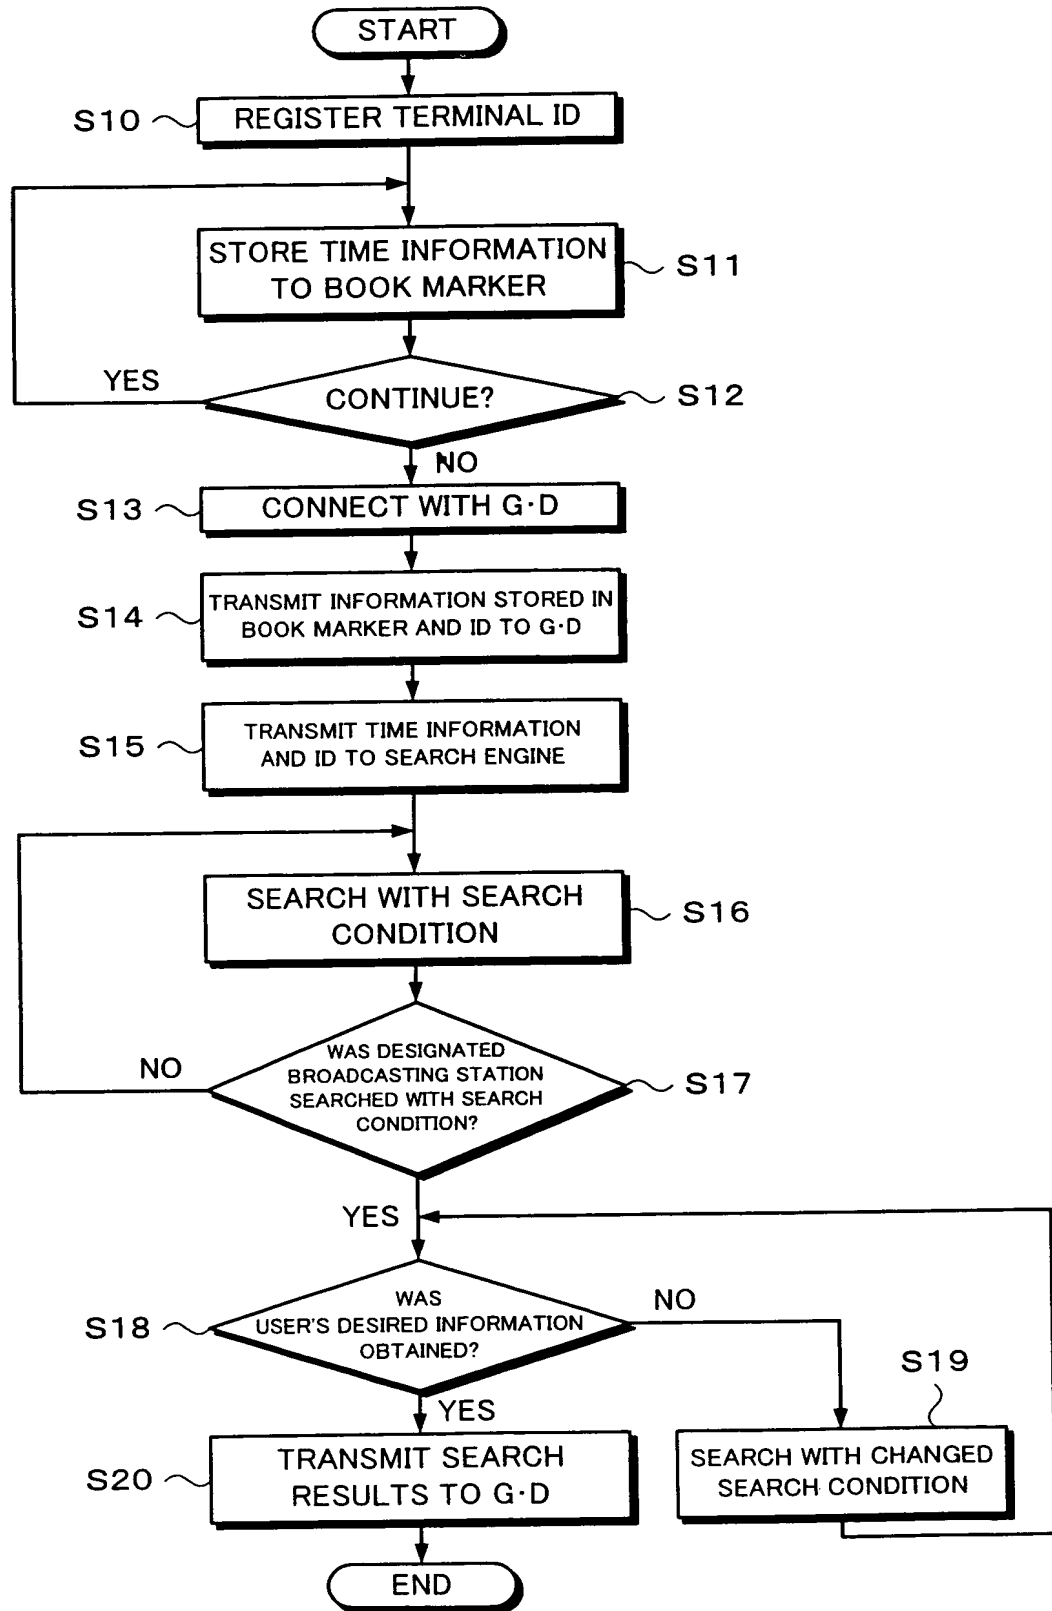 START
S10
REGISTER TERMINAL ID
STORE TIME INFORMATION
TO BOOK MARKER
S11
YES
CONTINUE?
S12
NO
S13
CONNECT WITH G·D
S14
TRANSMIT INFORMATION STORED IN
BOOK MARKER AND ID TO G·D
S15
TRANSMIT TIME INFORMATION
AND ID TO SEARCH ENGINE
SEARCH WITH SEARCH
CONDITION
S16
NO
WAS DESIGNATED
BROADCASTING STATION
SEARCHED WITH SEARCH
CONDITION?
S17
YES
S18
WAS
USER'S DESIRED INFORMATION
OBTAINED?
NO
YES
S19
SEARCH WITH CHANGED
SEARCH CONDITION
S20
TRANSMIT SEARCH
RESULTS TO G·D
END